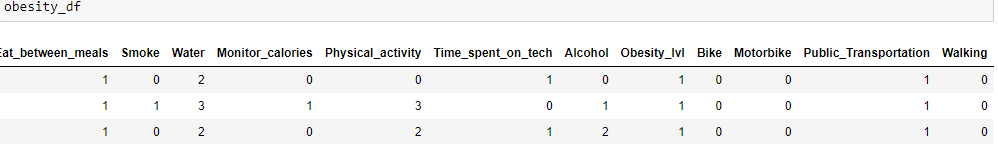 obesity_df
Eat_between_meals Smoke Water Monitor_calories Physical_activity Time_spent_on_tech Alcohol Obesity_lvl Bike Motorbike Public_Transportation Walking
1 0 2 0 0 1 0 1 0 0 1 0
1 1 3 1 3 0 1 1 0 0 1 0
1 0 2 0 2 1 2 1 0 0 1 0